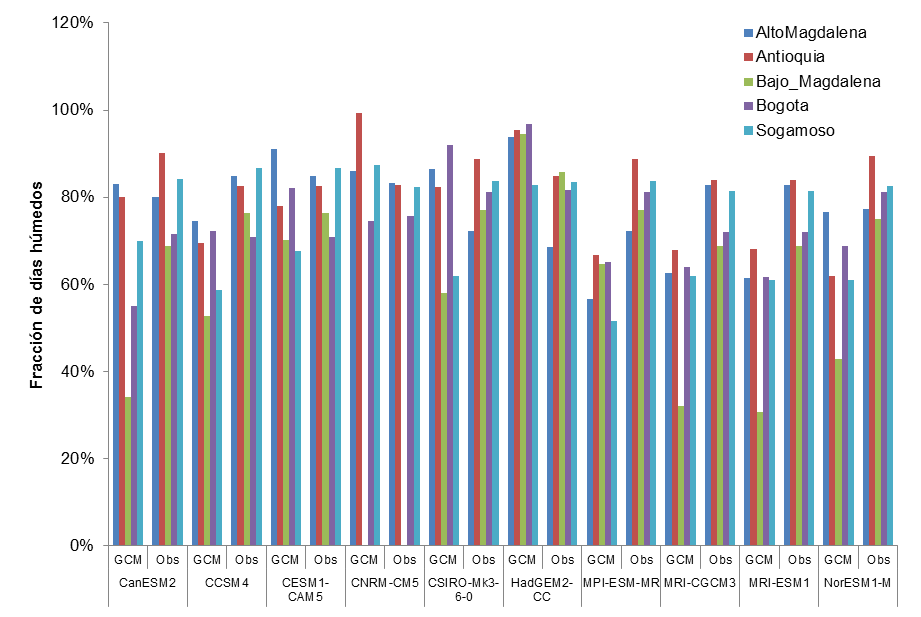 120%
100%
80%
60%
40%
20%
0%
Fracción de días húmedos
AltoMagdalena
Antioquia
Bajo_Magdalena
Bogota
Sogamoso
GCM Obs GCM Obs GCM Obs GCM Obs GCM Obs GCM Obs GCM Obs GCM Obs GCM Obs GCM Obs
CanESM2 CCSM4 CESM1-CAM5 CNRM-CM5 CSIRO-Mk3-6-0 HadGEM2-CC MPI-ESM-MR MRI-CGCM3 MRI-ESM1 NorESM1-M